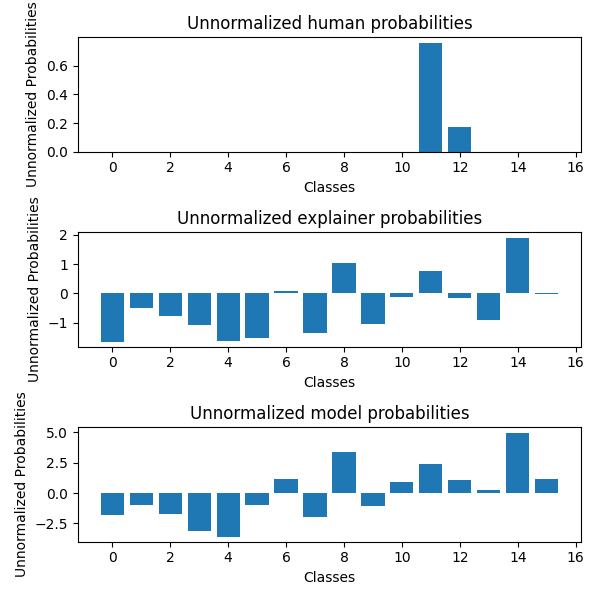 Unnormalized human probabilities
Unnormalized Probabilities
0.6
0.4
0.2
0.0
0 2 4 6 8 10 12 14 16
Classes
Unnormalized explainer probabilities
Unnormalized Probabilities
2
1
0
−1
0 2 4 6 8 10 12 14 16
Classes
Unnormalized model probabilities
Unnormalized Probabilities
5.0
2.5
0.0
−2.5
0 2 4 6 8 10 12 14 16
Classes